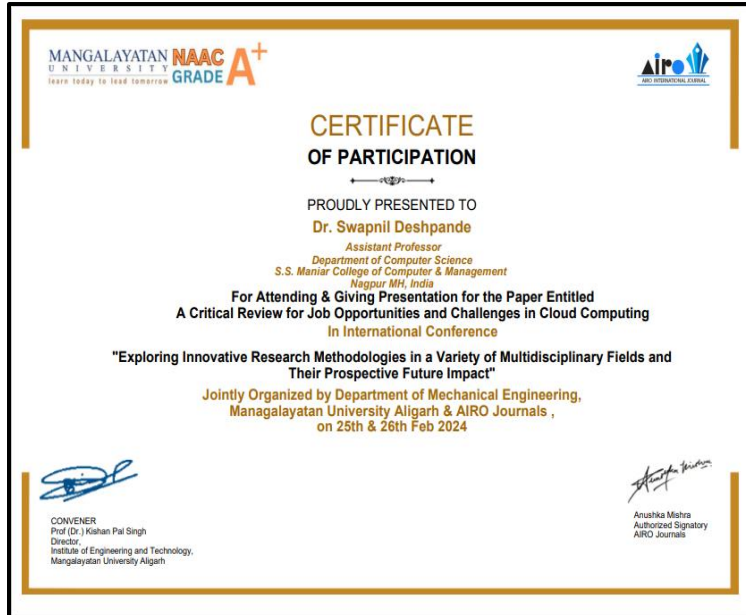 MANGALAYATAN
UNIVERSITY
learn today to lead tomorrow
NAAC
GRADE A+
AIRO
AIRO INTERNATIONAL JOURNAL
CERTIFICATE
OF PARTICIPATION
PROUDLY PRESENTED TO
Dr. Swapnil Deshpande
Assistant Professor
Department of Computer Science
S.S. Maniar College of Computer & Management
Nagpur MH, India
For Attending & Giving Presentation for the Paper Entitled
A Critical Review for Job Opportunities and Challenges in Cloud Computing
In International Conference
"Exploring Innovative Research Methodologies in a Variety of Multidisciplinary Fields and
Their Prospective Future Impact"
Jointly Organized by Department of Mechanical Engineering,
Managalayatan University Aligarh & AIRO Journals ,
on 25th & 26th Feb 2024
CONVENER
Prof (Dr.) Kishan Pal Singh
Director,
Institute of Engineering and Technology,
Mangalayatan University Aligarh
Anushka Mishra
Authorized Signatory
AIRO Journals